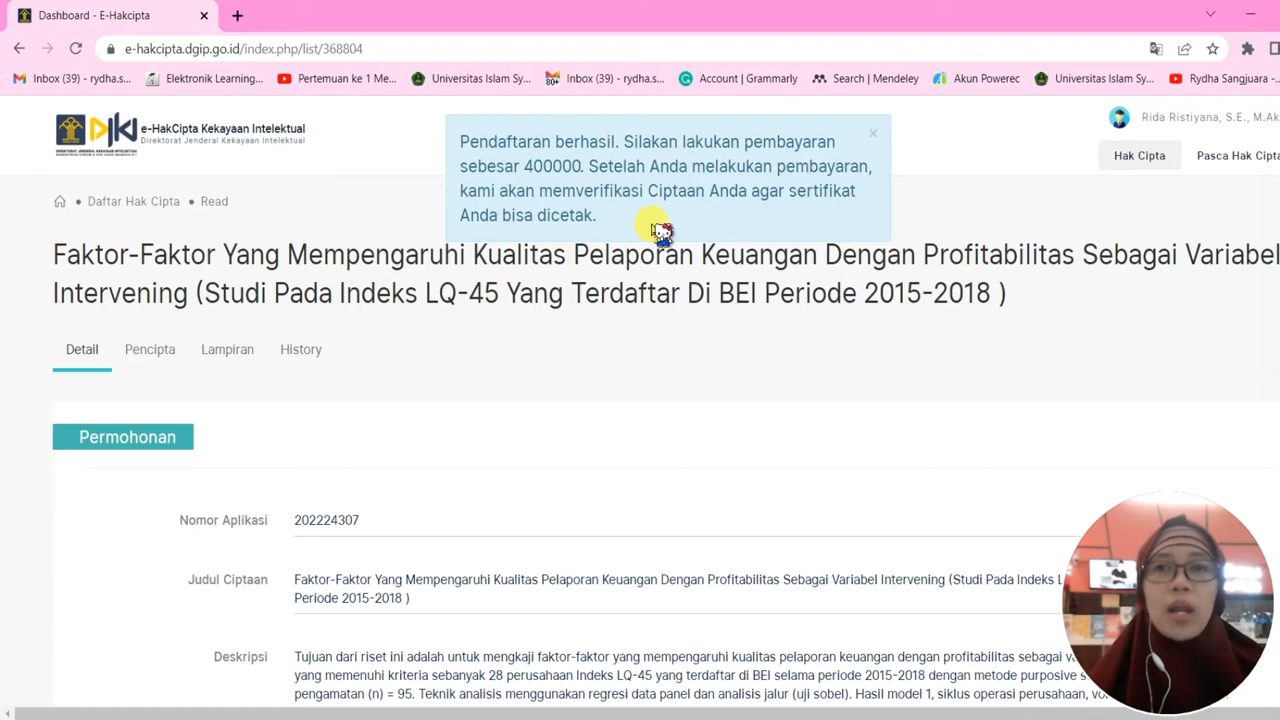 Dashboard - E-Hakcipta
e-hakcipta.dgip.go.id/index.php/list/368804
Inbox (39) - rydha.s...
Elektronik Learning...
Pertemuan ke 1 Me...
Universitas Islam Sy...
80+
Inbox (39) - rydha.s...
Account | Grammarly
Search | Mendeley
Akun Powerec
Universitas Islam Sy...
Rydha Sangjuara -...
e-HakCipta Kekayaan Intelektual
Direktorat Jenderal Kekayaan Intelektual
Rida Ristiyana, S.E., M.Ak
Hak Cipta
Pasca Hak Cipta
Pendaftaran berhasil. Silakan lakukan pembayaran
sebesar 400000. Setelah Anda melakukan pembayaran,
kami akan memverifikasi Ciptaan Anda agar sertifikat
Anda bisa dicetak.
Daftar Hak Cipta
Read
Faktor-Faktor Yang Mempengaruhi Kualitas Pelaporan Keuangan Dengan Profitabilitas Sebagai Variabel
Intervening (Studi Pada Indeks LQ-45 Yang Terdaftar Di BEI Periode 2015-2018 )
Detail
Pencipta
Lampiran
History
Permohonan
Nomor Aplikasi
202224307
Judul Ciptaan
Faktor-Faktor Yang Mempengaruhi Kualitas Pelaporan Keuangan Dengan Profitabilitas Sebagai Variabel Intervening (Studi Pada Indeks L
Periode 2015-2018 )
Deskripsi
Tujuan dari riset ini adalah untuk mengkaji faktor-faktor yang mempengaruhi kualitas pelaporan keuangan dengan profitabilitas sebagai
yang memenuhi kriteria sebanyak 28 perusahaan Indeks LQ-45 yang terdaftar di BEI selama periode 2015-2018 dengan metode purposive
pengamatan (n) = 95. Teknik analisis menggunakan regresi data panel dan analisis jalur (uji sobel). Hasil model 1, siklus operasi perusahaan,